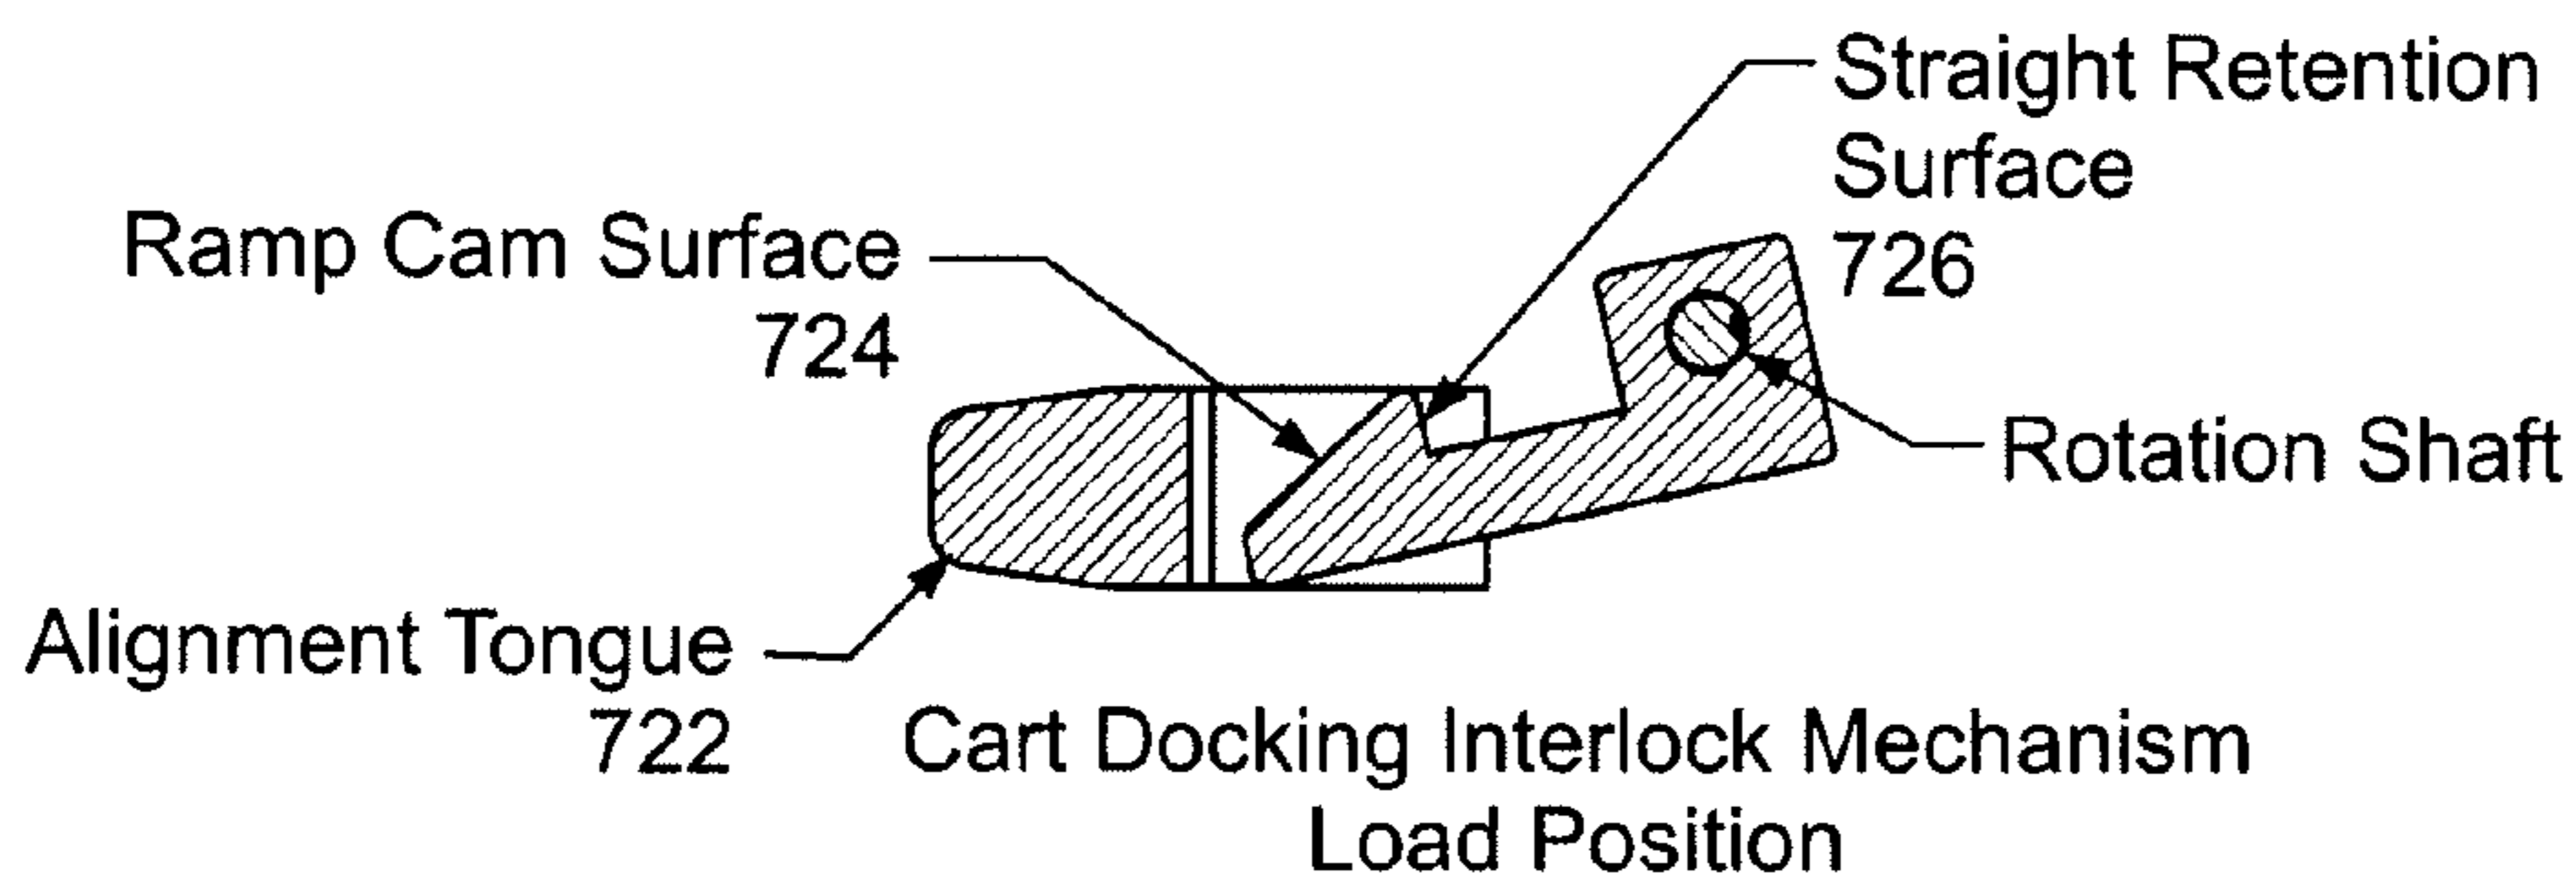 Straight Retention
Surface
726
Ramp Cam Surface
724
Rotation Shaft
Alignment Tongue
722
Cart Docking Interlock Mechanism
Load Position